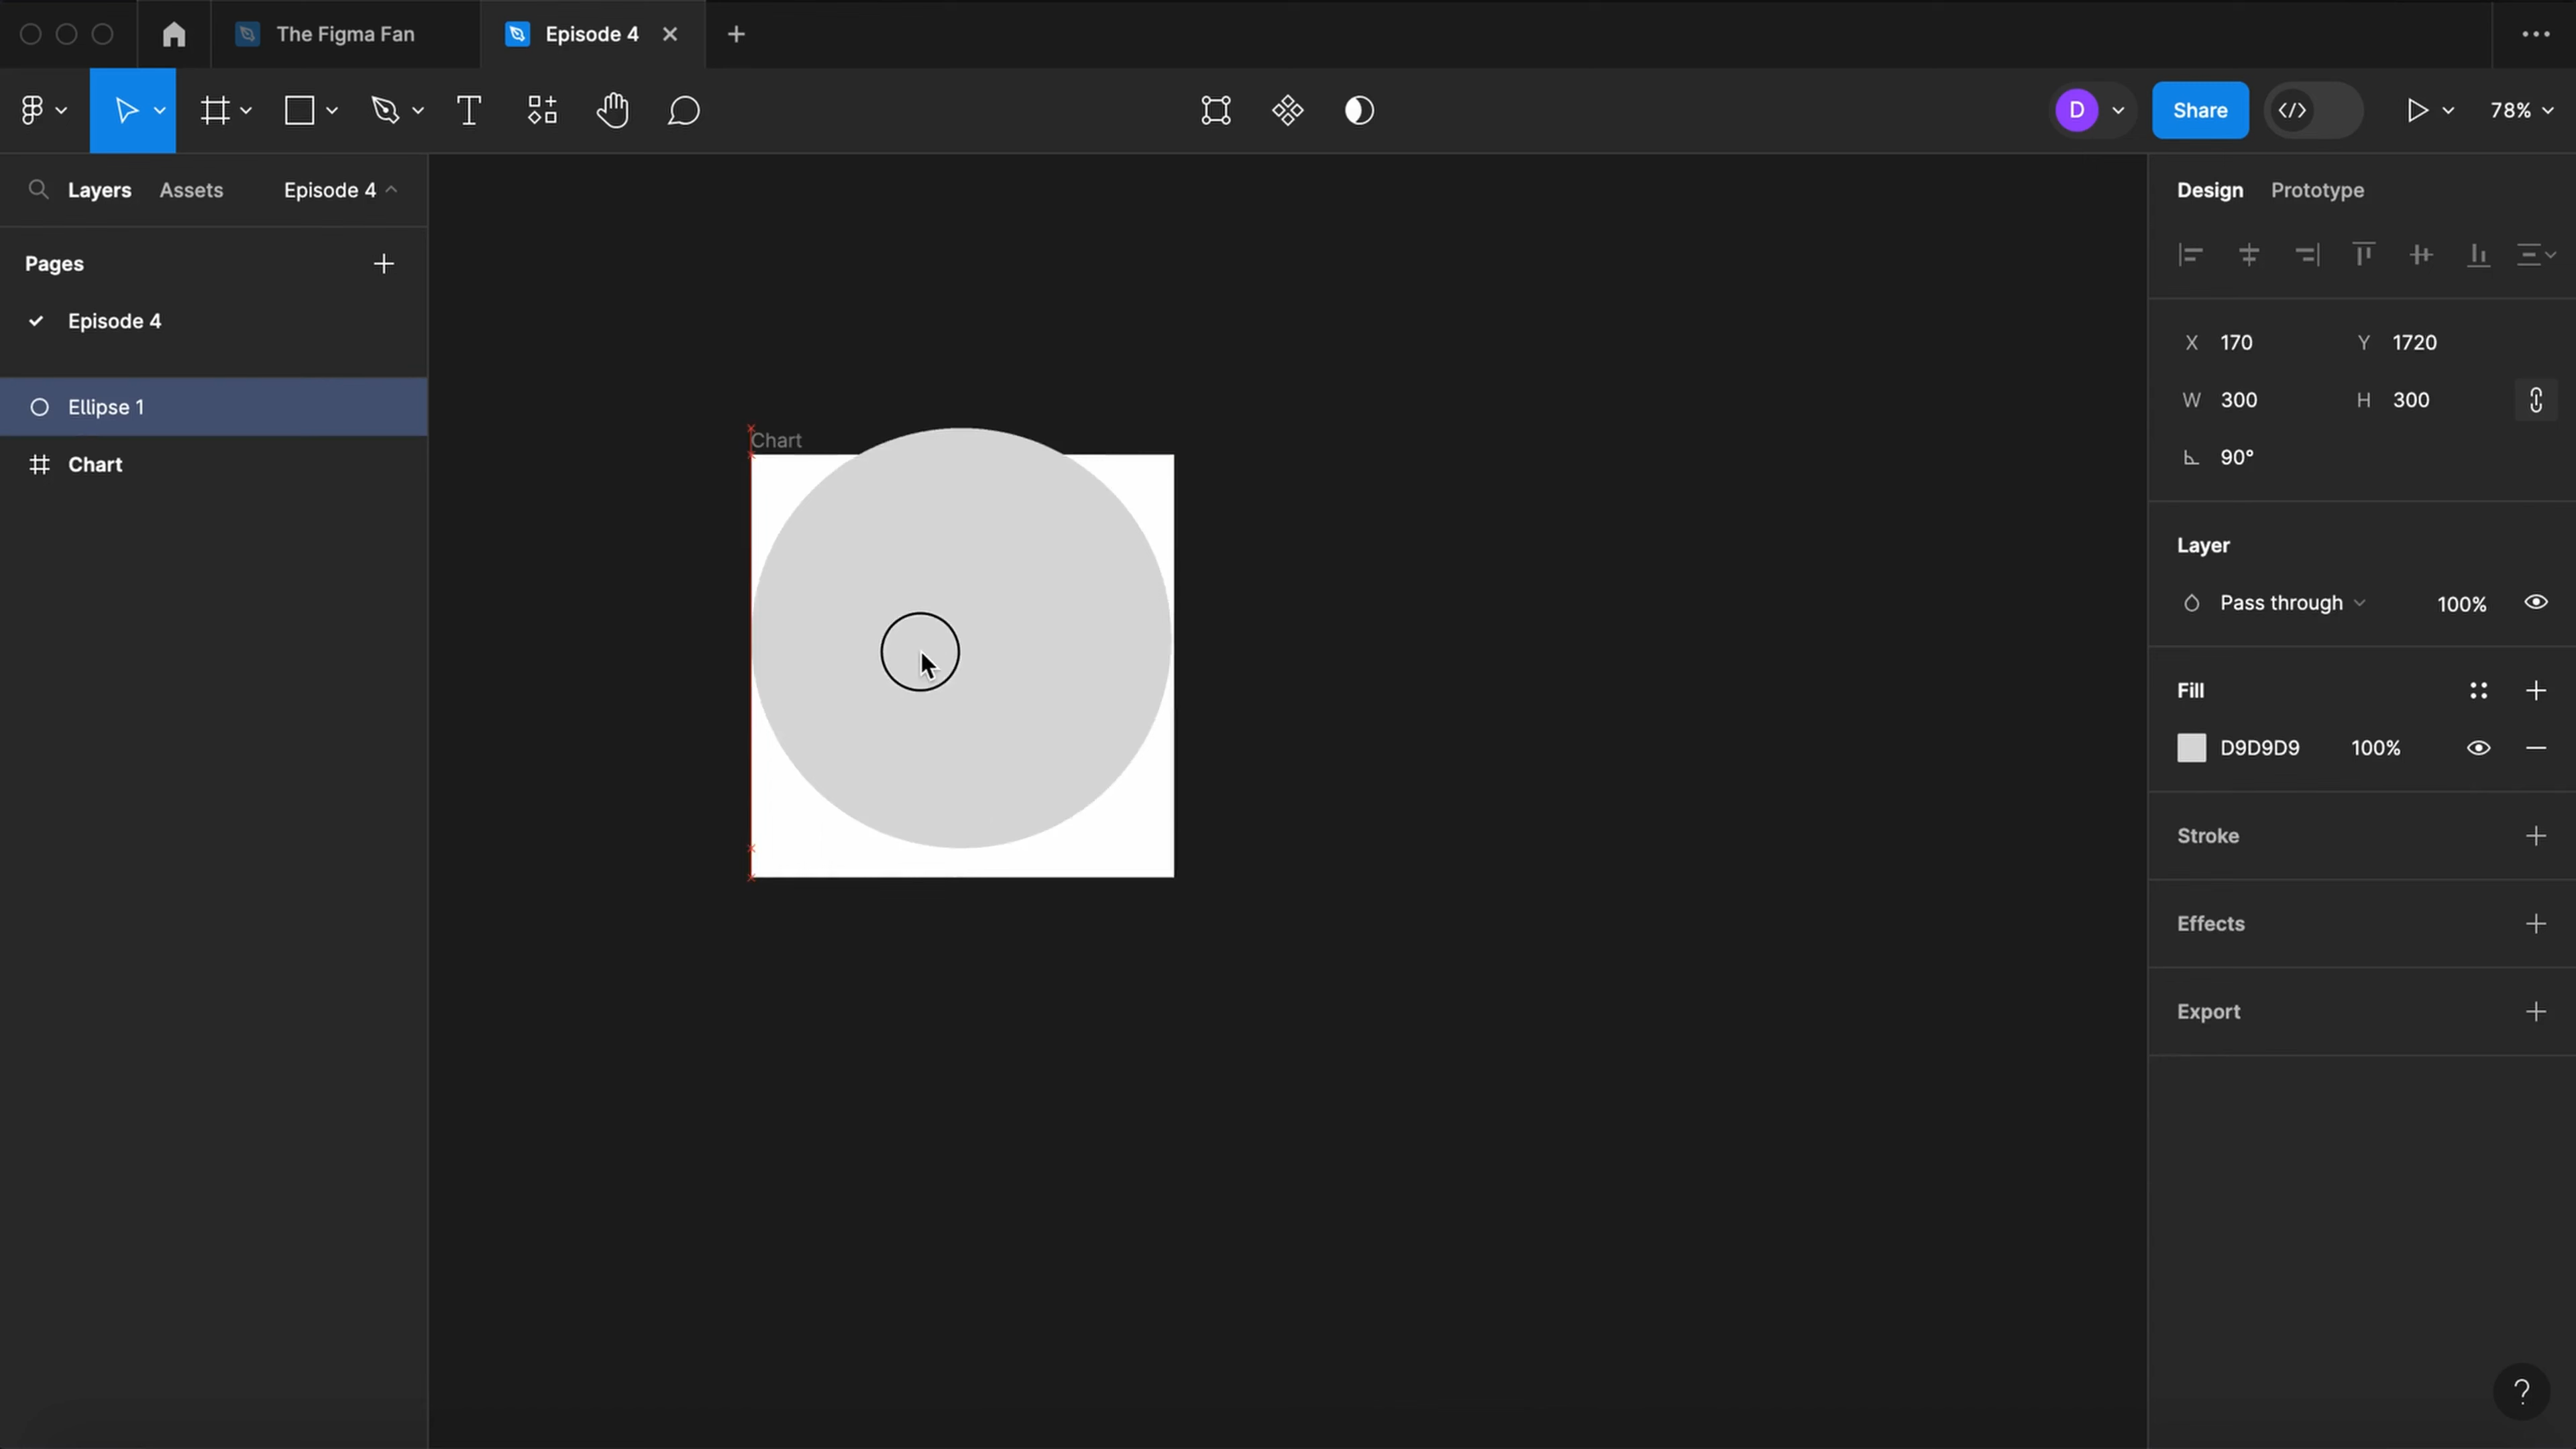 The Figma Fan
Episode 4
D
Share
78%
Layers Assets Episode 4
Pages
Episode 4
Ellipse 1
Chart
Chart
Design Prototype
X 170 Y 1720
W 300 H 300
90°
Layer
Pass through 100%
Fill
D9D9D9 100%
Stroke
Effects
Export
?